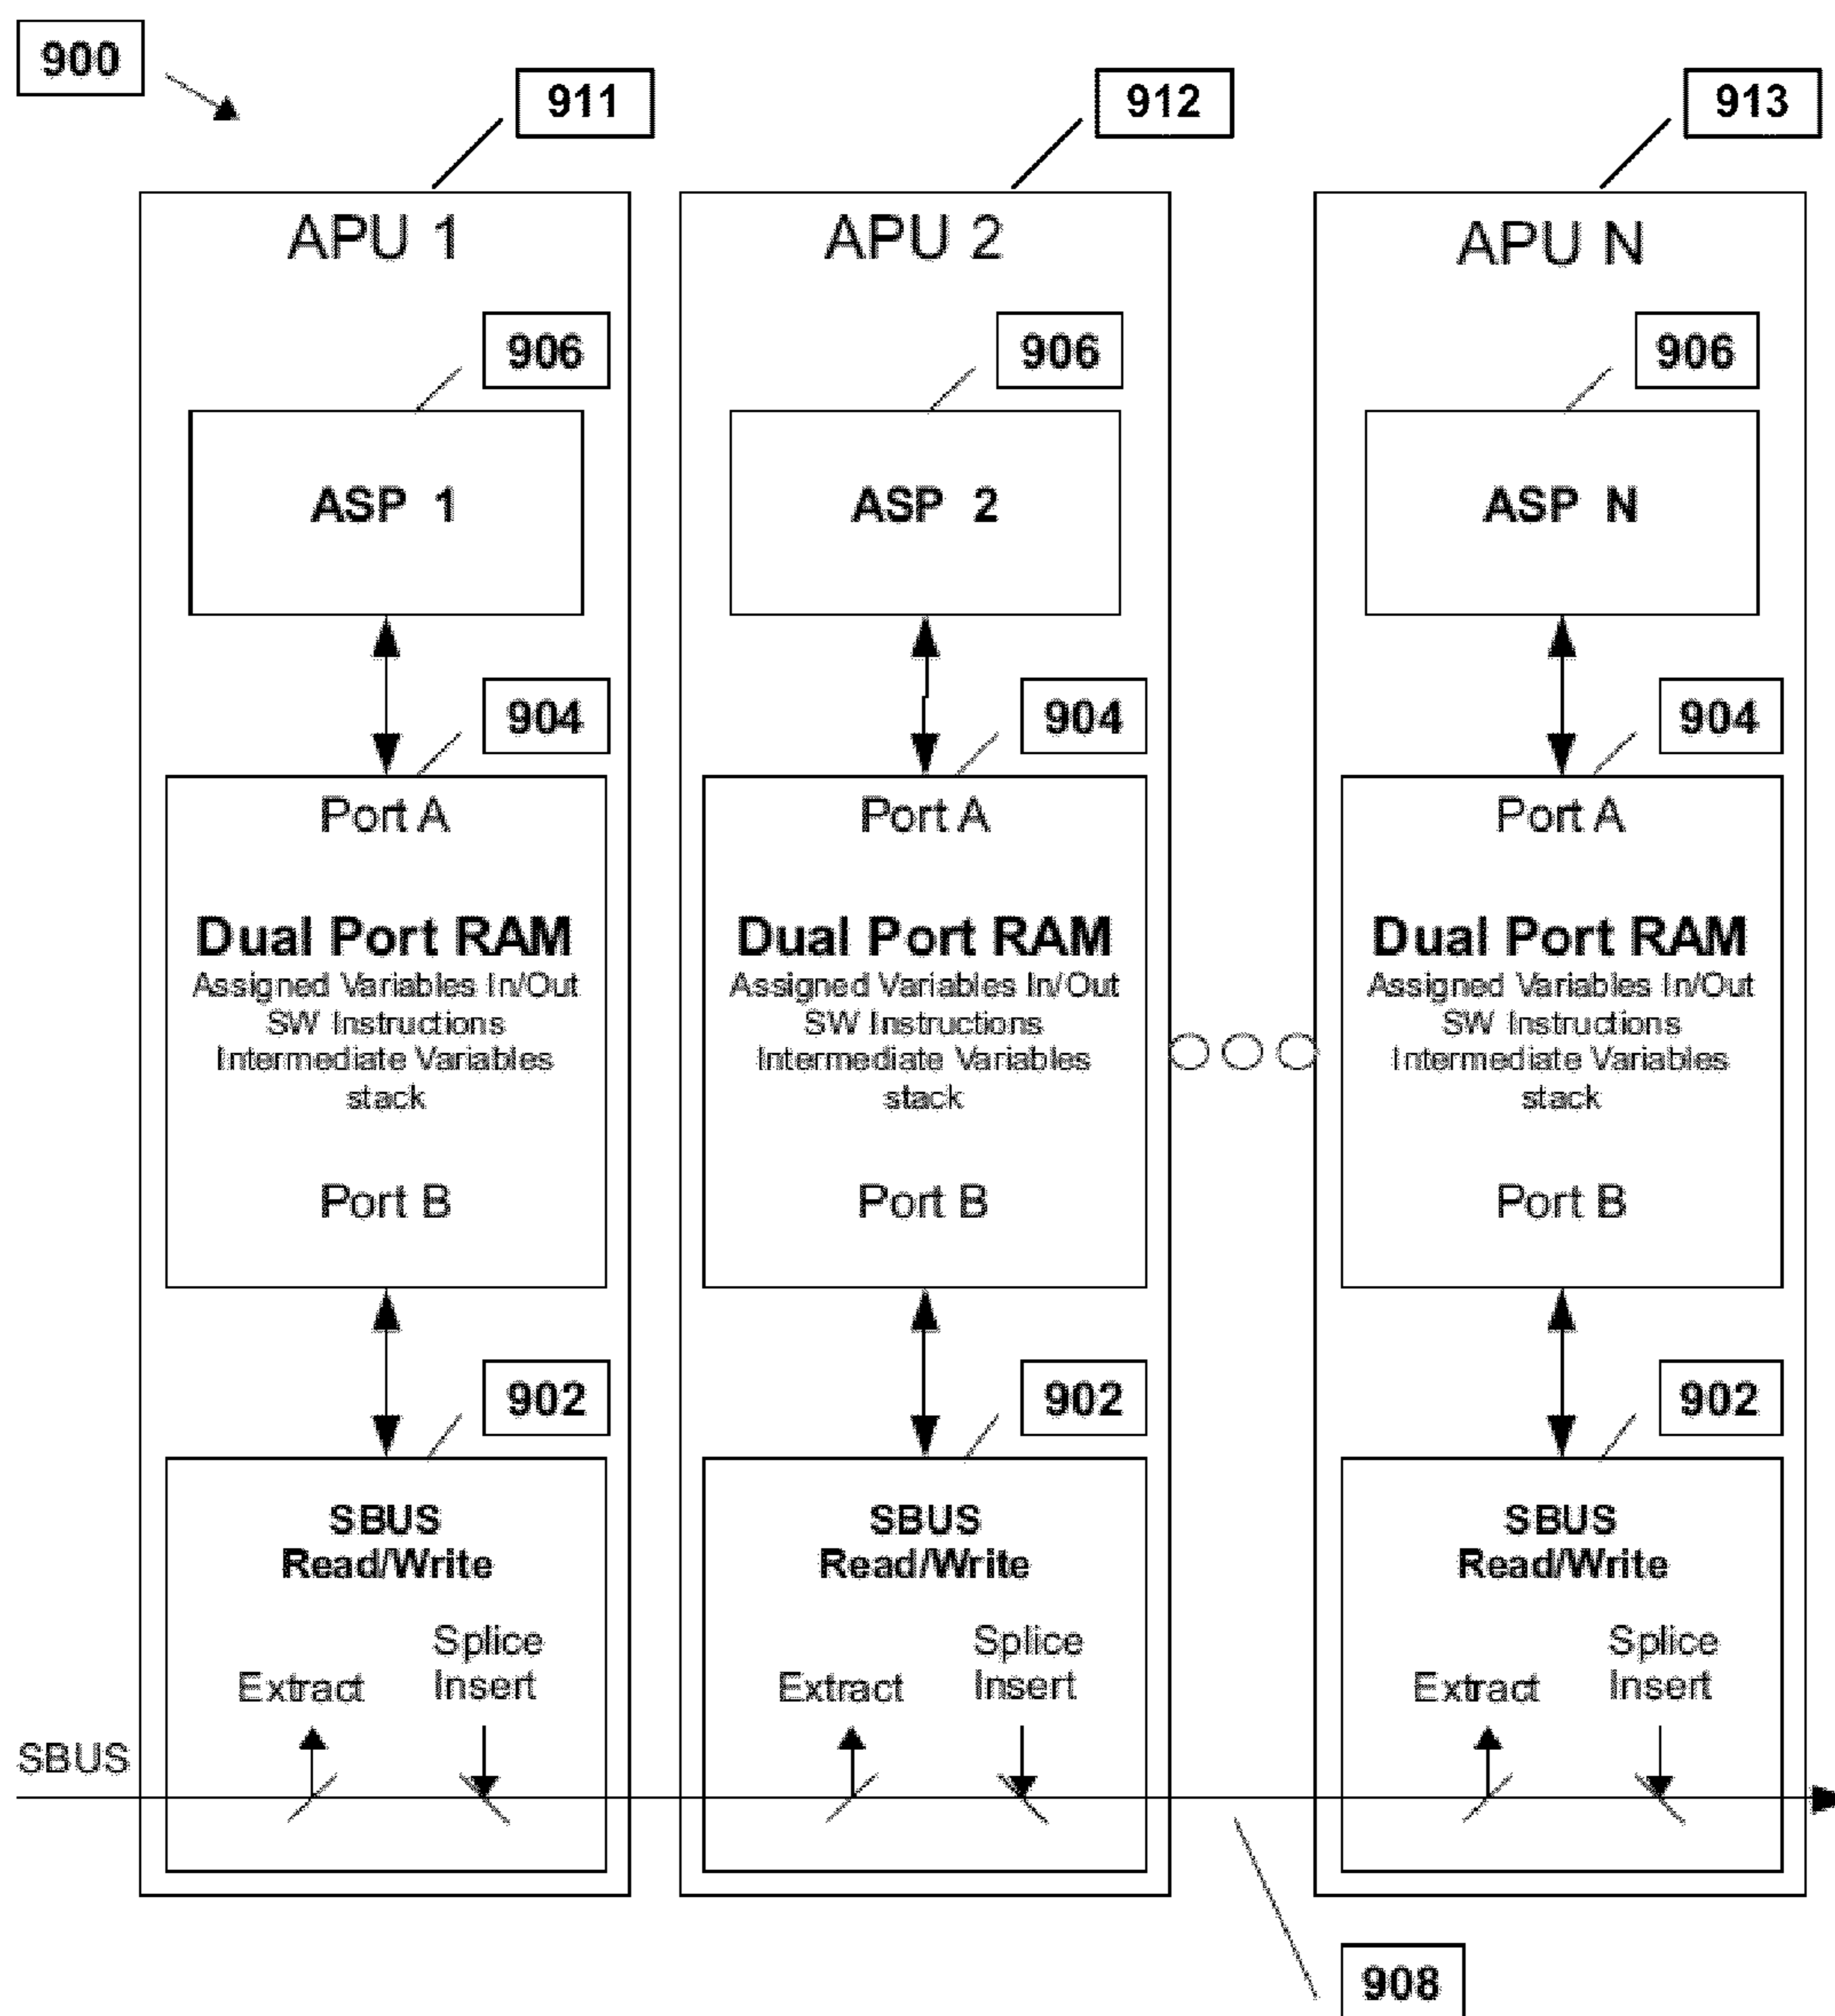 900
911
912
913
APU 1
APU 2
APU N
906
906
906
ASP 1
ASP 2
ASP N
904
904
904
Port A
Port A
Port A
Dual Port RAM
Assigned Variables In/Out
SW Instructions
Intermediate Variables
stack
Dual Port RAM
Assigned Variables In/Out
SW Instructions
Intermediate Variables
stack
Dual Port RAM
Assigned Variables In/Out
SW Instructions
Intermediate Variables
stack
Port B
Port B
Port B
902
902
902
SBUS
Read/Write
SBUS
Read/Write
SBUS
Read/Write
Extract
Splice
Insert
Extract
Splice
Insert
Extract
Splice
Insert
SBUS
908